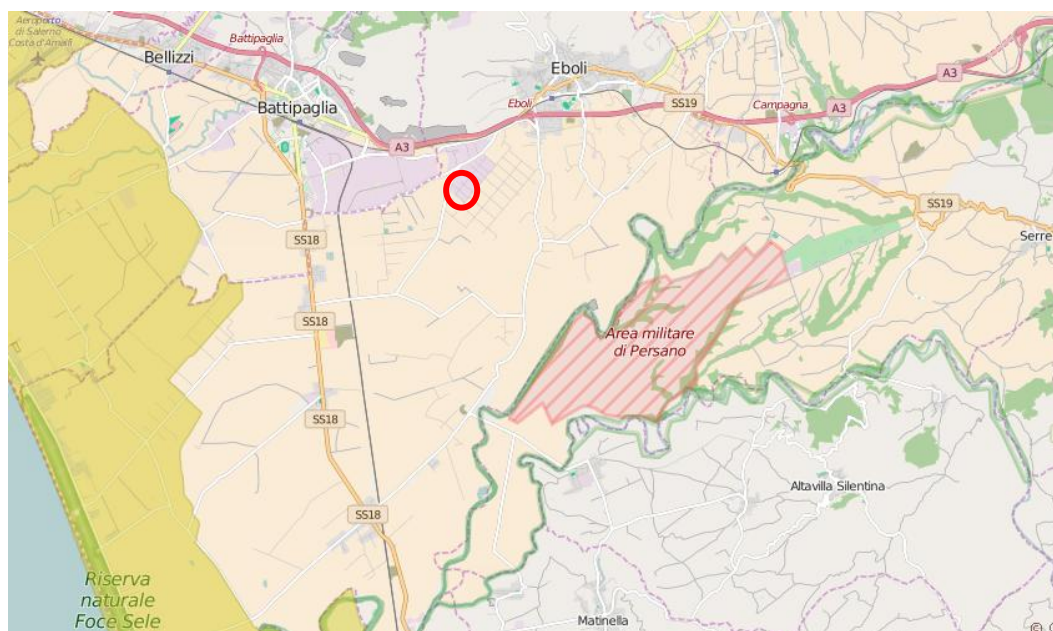 Aeroporto
di Salerno
Costa d'Amalfi
Bellizzi
Battipaglia
Battipaglia
Eboli
Eboli
A3
SS19
Campagna
A3
A3
SS19
Serre
SS18
SS18
SS18
SS18
Area militare
di Persano
Altavilla Silentina
Matinella
Riserva
naturale
Foce Sele
©